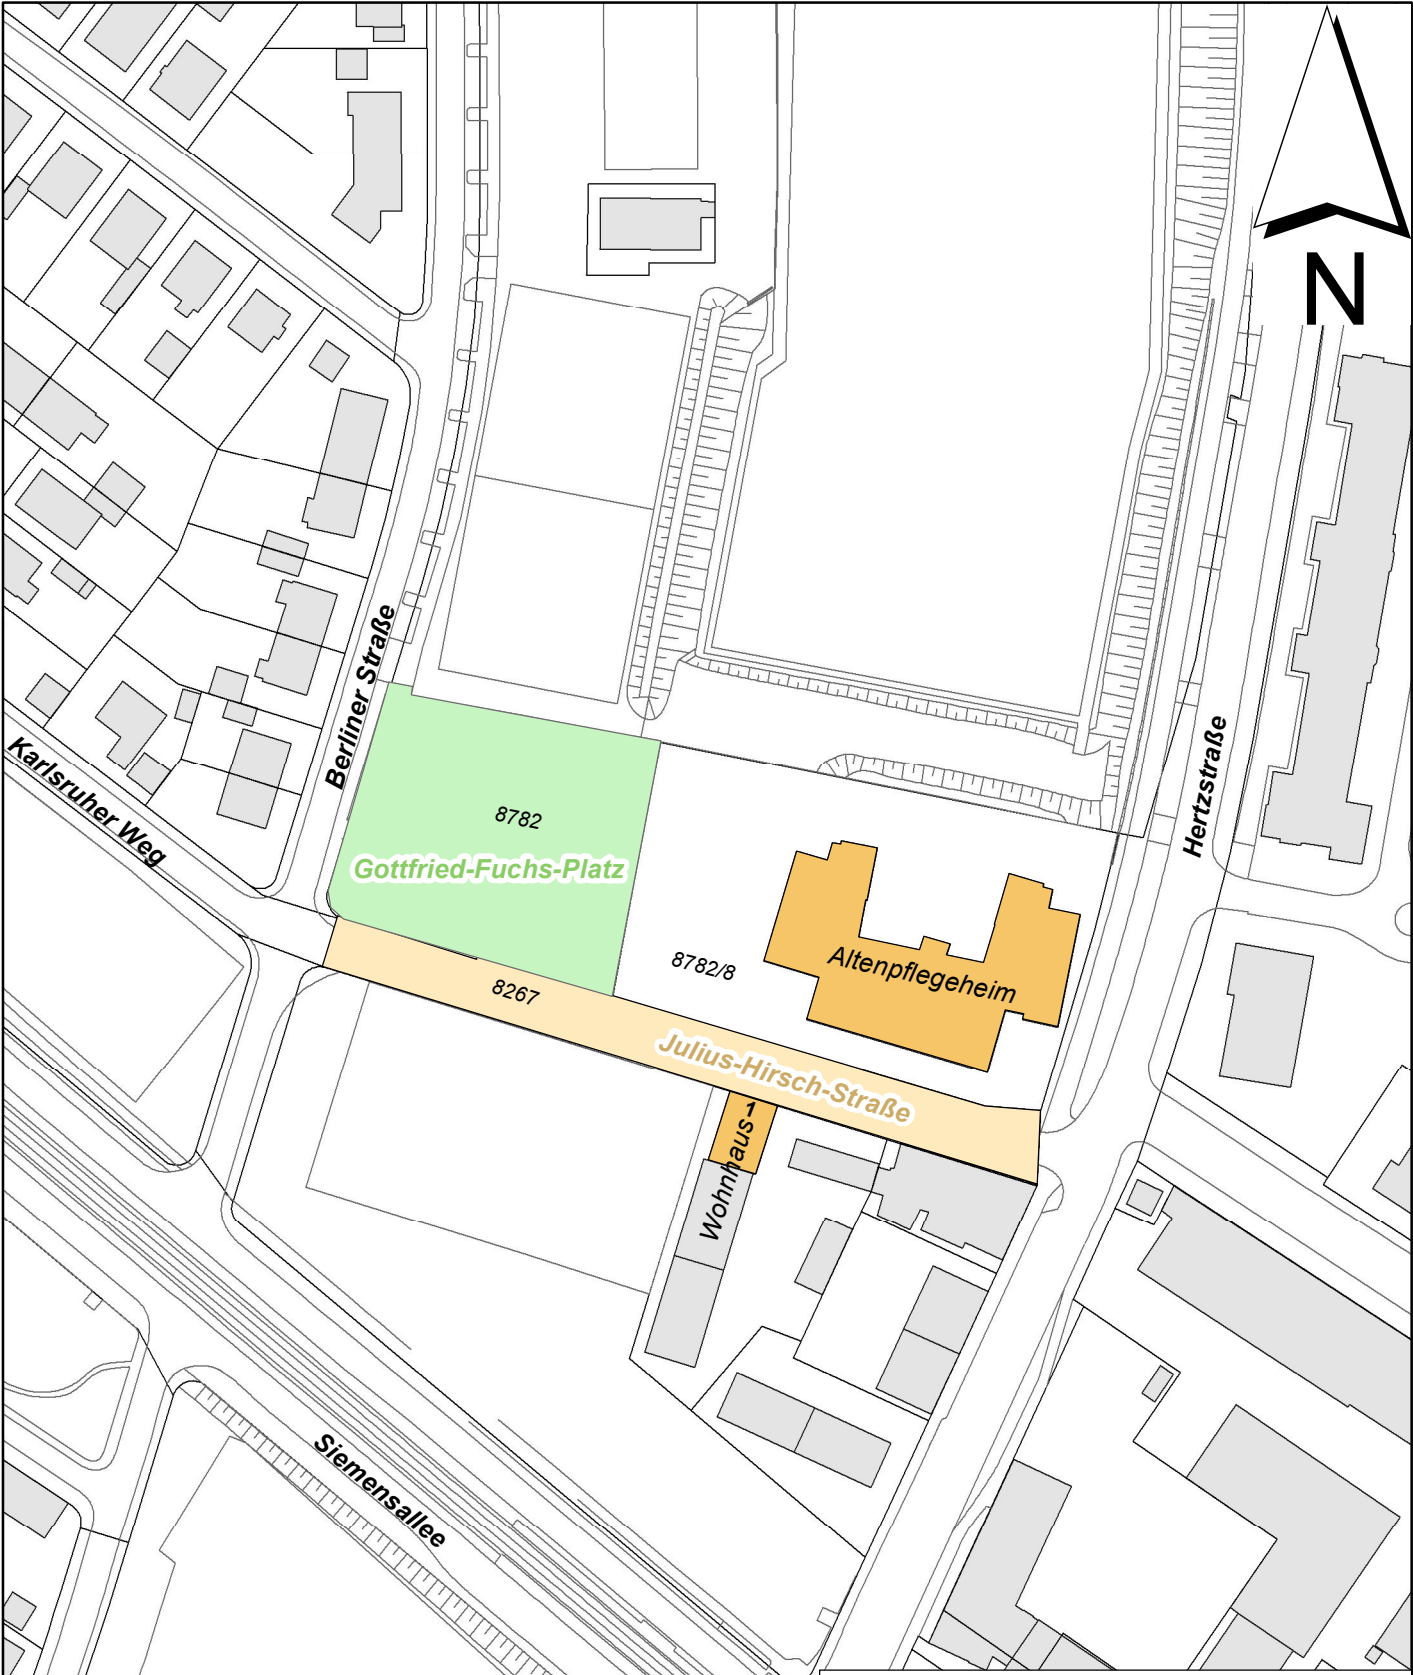 N
Berliner Straße
Karlsruher Weg
Hertzstraße
8782
Gottfried-Fuchs-Platz
8782/8
Altenpflegeheim
8267
Julius-Hirsch-Straße
1
Wohnhaus
Siemensallee